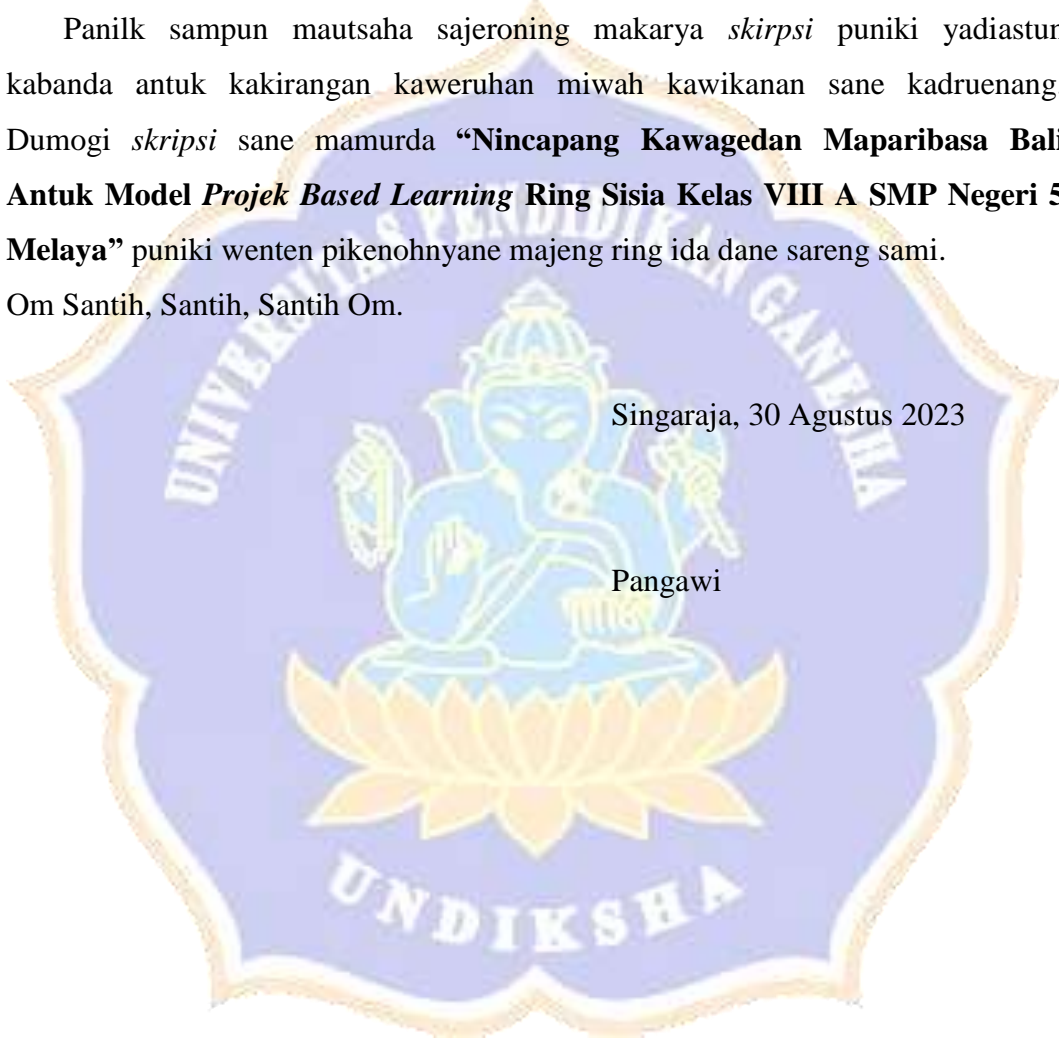 Panilk sampun mautsaha sajeroning makarya skirpsi puniki yadiastun
kabanda antuk kakirangan kaweruhan miwah kawikanan sane kadruenang.
Dumogi skripsi sane mamurda “Nincapang Kawagedan Maparibasa Bali
Antuk Model Projek Based Learning Ring Sisia Kelas VIII A SMP Negeri 5
Melaya” puniki wenten pikenohnyane majeng ring ida dane sareng sami.
Om Santih, Santih, Santih Om.
Singaraja, 30 Agustus 2023
Pangawi
UNIVERSITAS PENDIDIKAN GANESHA
UNDIKSHA